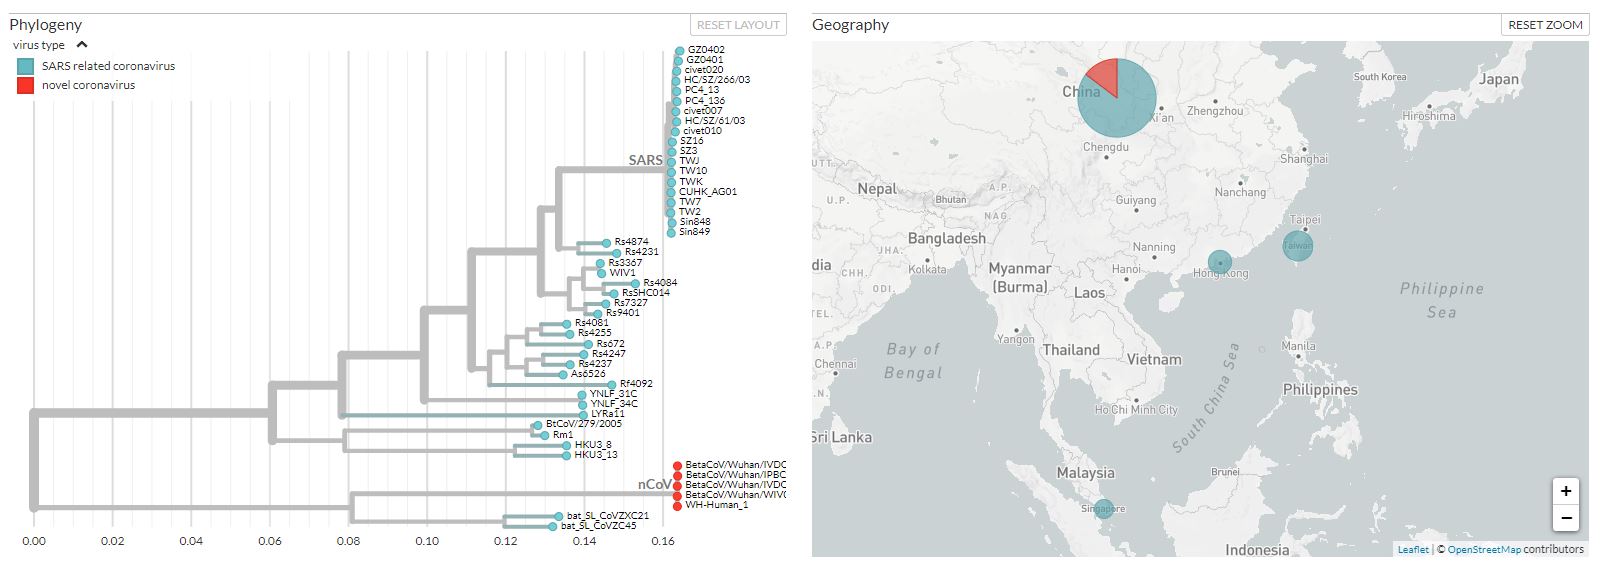 Phylogeny
RESET LAYOUT
virus type
SARS related coronavirus
novel coronavirus
GZ0402
GZ0401
civet020
HC/SZ/266/03
PC4_13
PC4_136
civet007
HC/SZ/61/03
civet010
SZ16
SZ3
SARS
TWJ
TW10
TWK
CUHK_AG01
TW7
TW2
Sin848
Sin849
Rs4874
Rs4231
Rs3367
WIV1
Rs4084
RsSHC014
Rs7327
Rs9401
Rs4081
Rs4255
Rs672
Rs4247
Rs4237
As6526
Rf4092
YNLF_31C
YNLF_34C
LYRa11
BtCoV/279/2005
Rm1
HKU3_8
HKU3_13
BetaCoV/Wuhan/IVDC
BetaCoV/Wuhan/IPBC
nCoV
BetaCoV/Wuhan/IVDC
BetaCoV/Wuhan/WIV0
WH-Human_1
bat_SL_CoVZXC21
bat_SL_CoVZC45
0.00 0.02 0.04 0.06 0.08 0.10 0.12 0.14 0.16
Geography
RESET ZOOM
South Korea
Japan
China
Xi'an
Zhengzhou
Hiroshima
Chengdu
Shanghai
UTT.
Nepal
A.P.
Nanchang
U.P.
Bhutan
Guiyang
NAG.
Taipei
Bangladesh
Taiwan
JHA.
Nanning
dia
CHH.
Kolkata
Myanmar
(Burma)
Hanoi
Hong Kong
ODI.
Laos
Philippine
Sea
TEL.
Yangon
A.P.
Bay of
Bengal
Thailand
Vietnam
Manila
Chennai
South China Sea
Philippines
.N.
Ho Chi Minh City
Sri Lanka
Malaysia
Brunei
Singapore
Indonesia
+
−
Leaflet | © OpenStreetMap contributors